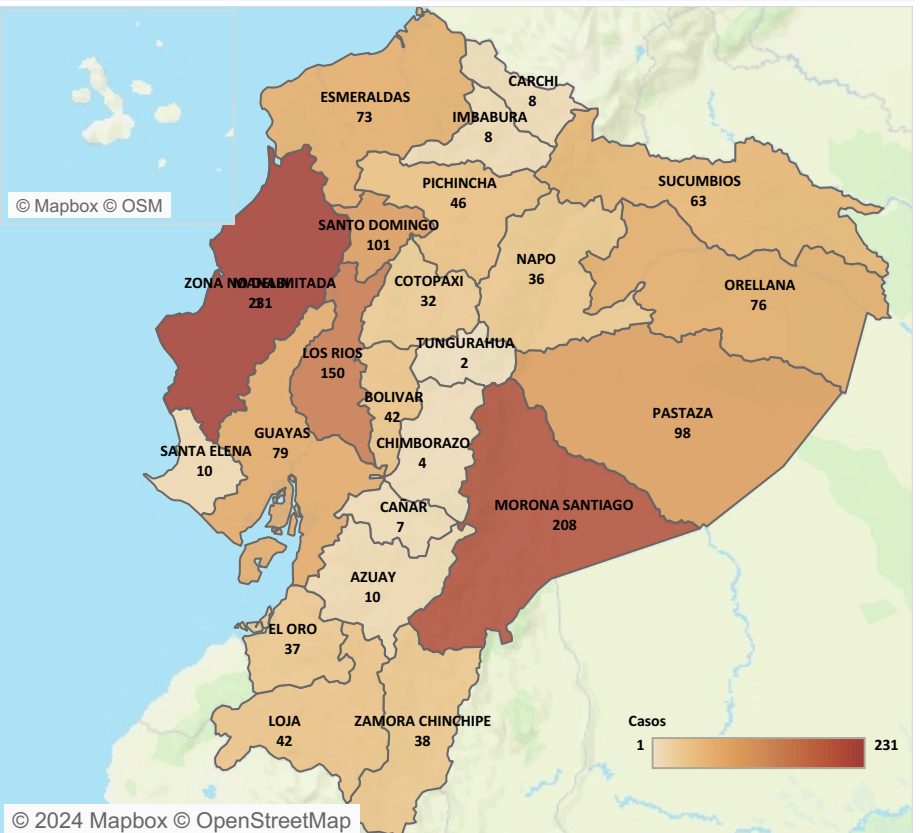 CARCHI
8
ESMERALDAS
73
IMBABURA
8
PICHINCHA
46
SUCUMBIOS
63
© Mapbox © OSM
SANTO DOMINGO
101
NAPO
36
COTOPAXI
32
ZONA
ORELLANA
76
TUNGURAHUA
2
LOS RIOS
150
BOLIVAR
42
PASTAZA
98
GUAYAS
79
CHIMBORAZO
4
SANTA ELENA
10
MORONA SANTIAGO
208
CAÑAR
7
AZUAY
10
EL ORO
37
LOJA
42
ZAMORA CHINCHIPE
38
Casos
1
231
© 2024 Mapbox © OpenStreetMap